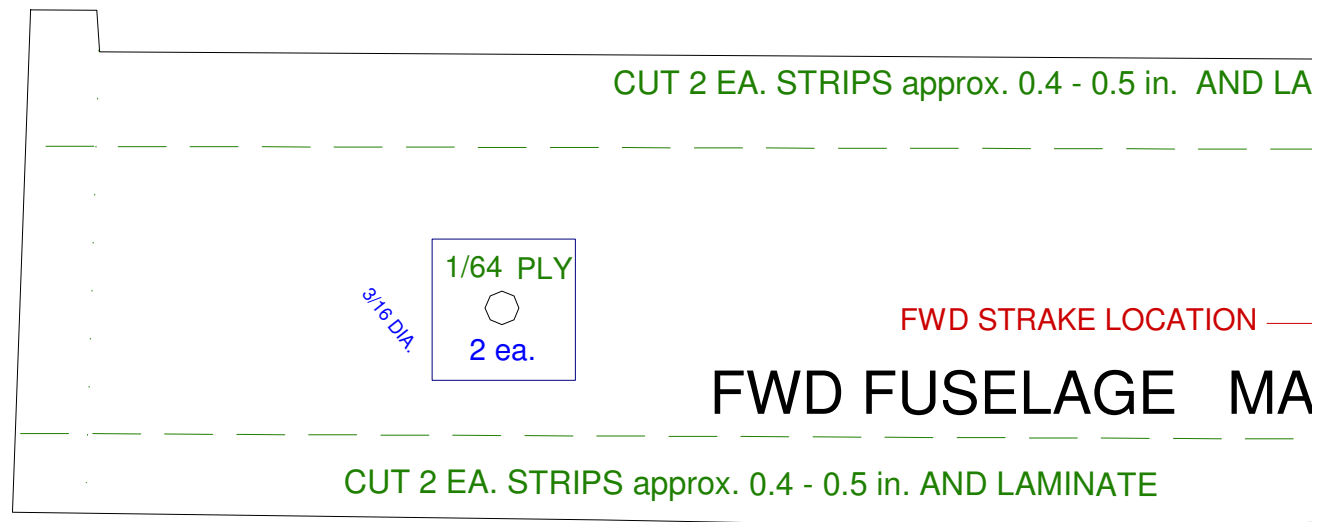 CUT 2 EA. STRIPS approx. 0.4 - 0.5 in. AND LA
1/64 PLY
3/16 DIA.
2 ea.
FWD STRAKE LOCATION
FWD FUSELAGE MA
CUT 2 EA. STRIPS approx. 0.4 - 0.5 in. AND LAMINATE